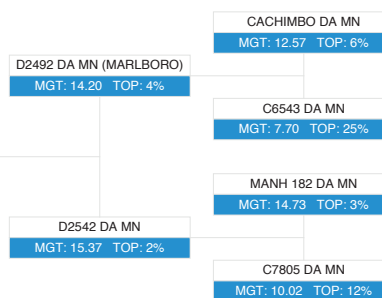 CACHIMBO DA MN
MGT: 12.57 TOP: 6%
D2492 DA MN (MARLBORO)
MGT: 14.20 TOP: 4%
C6543 DA MN
MGT: 7.70 TOP: 25%
MANH 182 DA MN
MGT: 14.73 TOP: 3%
D2542 DA MN
MGT: 15.37 TOP: 2%
C7805 DA MN
MGT: 10.02 TOP: 12%